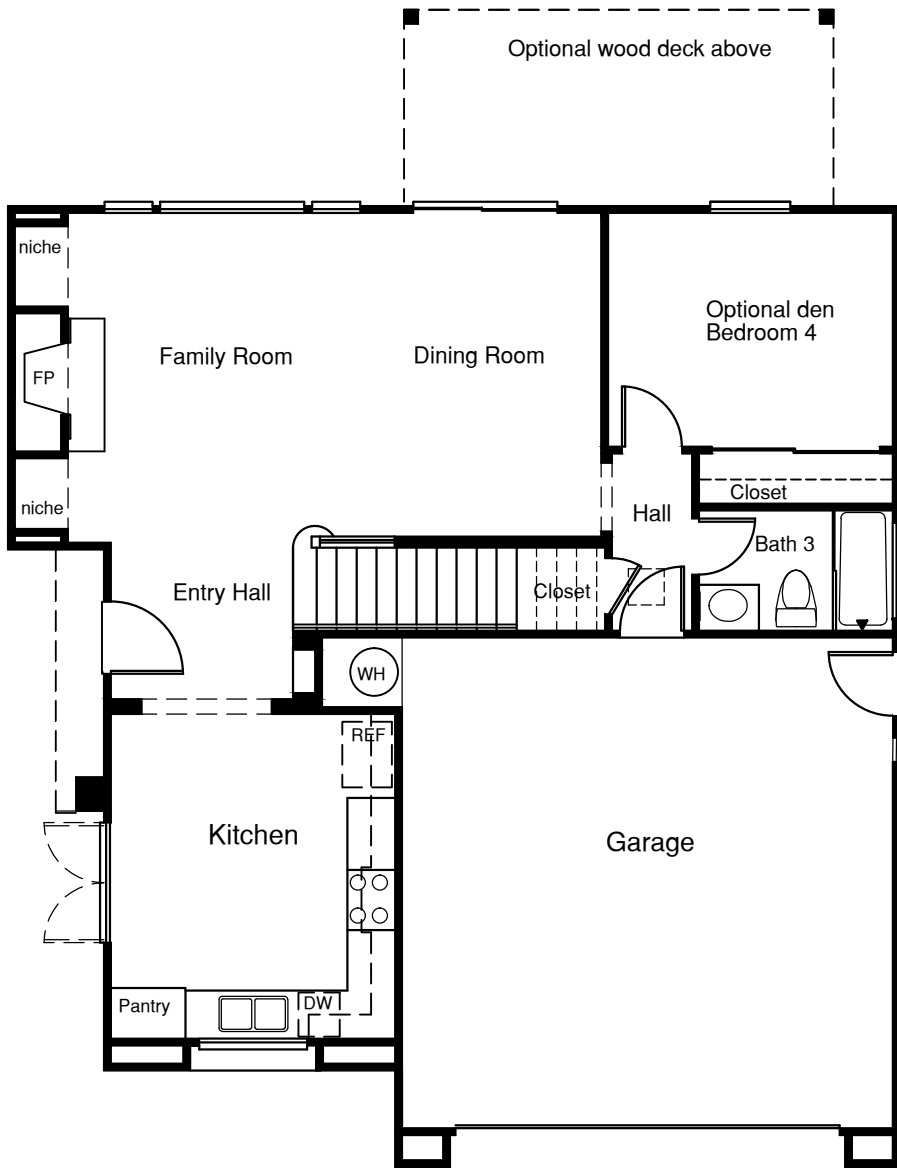 Optional wood deck above
niche
Optional den
Bedroom 4
Family Room
Dining Room
FP
Closet
niche
Hall
Bath 3
Entry Hall
Closet
WH
REF
Kitchen
Garage
Pantry
DW